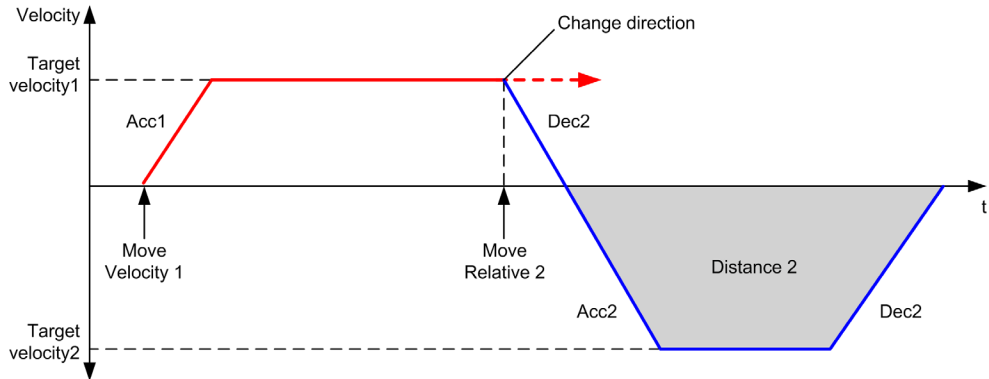 Velocity
Change direction
Target
velocity1
Acc1
Dec2
t
Move
Velocity 1
Move
Relative 2
Distance 2
Acc2
Dec2
Target
velocity2